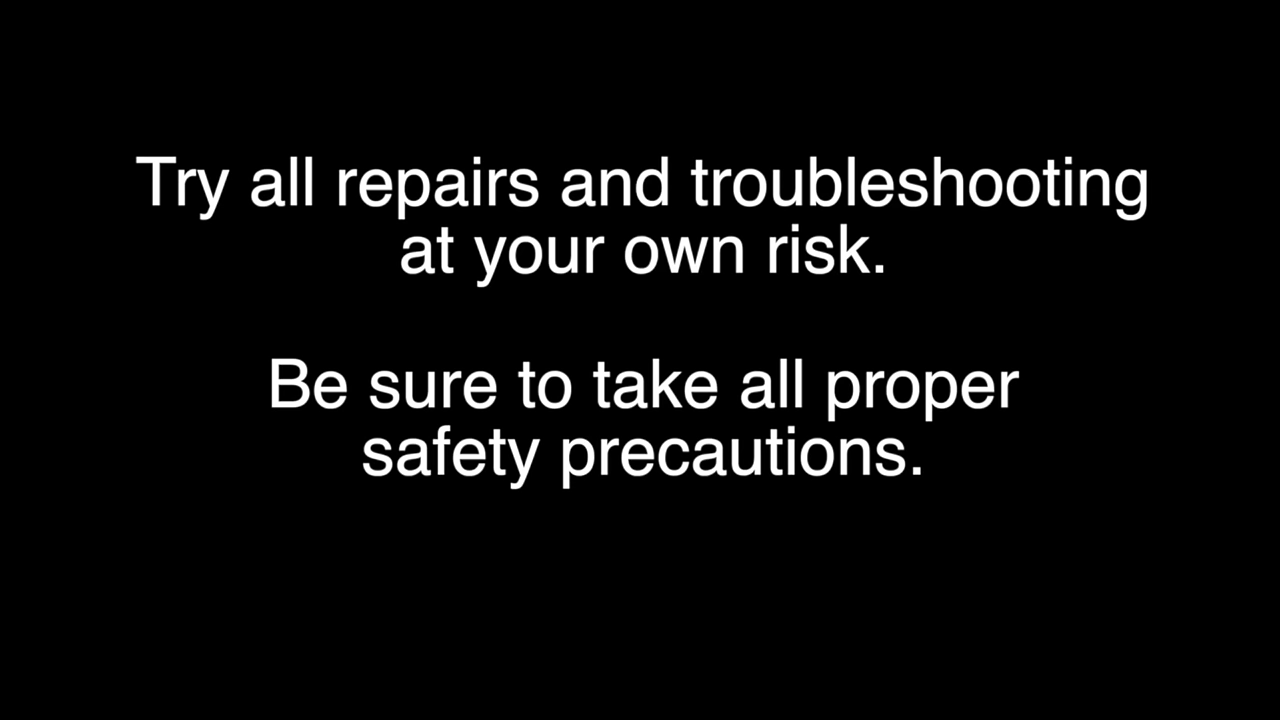 Try all repairs and troubleshooting
at your own risk.
Be sure to take all proper
safety precautions.